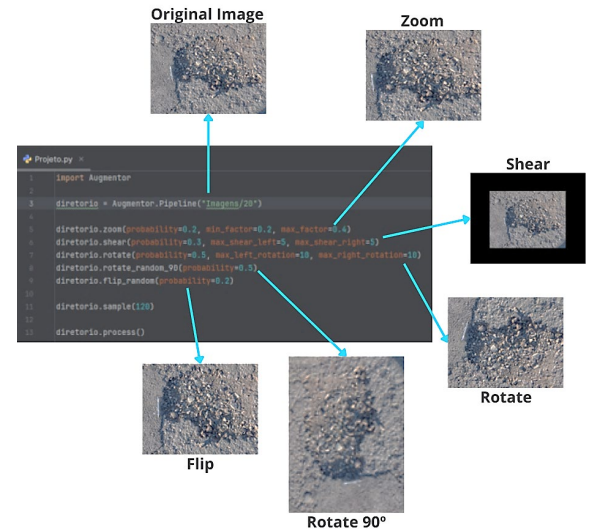 Original Image
Zoom
Projeto.py ×
Shear
1 import Augmentor
2
3 diretorio = Augmentor.Pipeline("Imagens/20")
4
5 diretorio.zoom(probability=0.2, min_factor=0.2, max_factor=0.4)
6 diretorio.shear(probability=0.3, max_shear_left=5, max_shear_right=5)
7 diretorio.rotate(probability=0.5, max_left_rotation=10, max_right_rotation=10)
8 diretorio.rotate_random_90(probability=0.5)
9 diretorio.flip_random(probability=0.2)
10
11 diretorio.sample(120)
12
13 diretorio.process()
Rotate
Flip
Rotate 90º